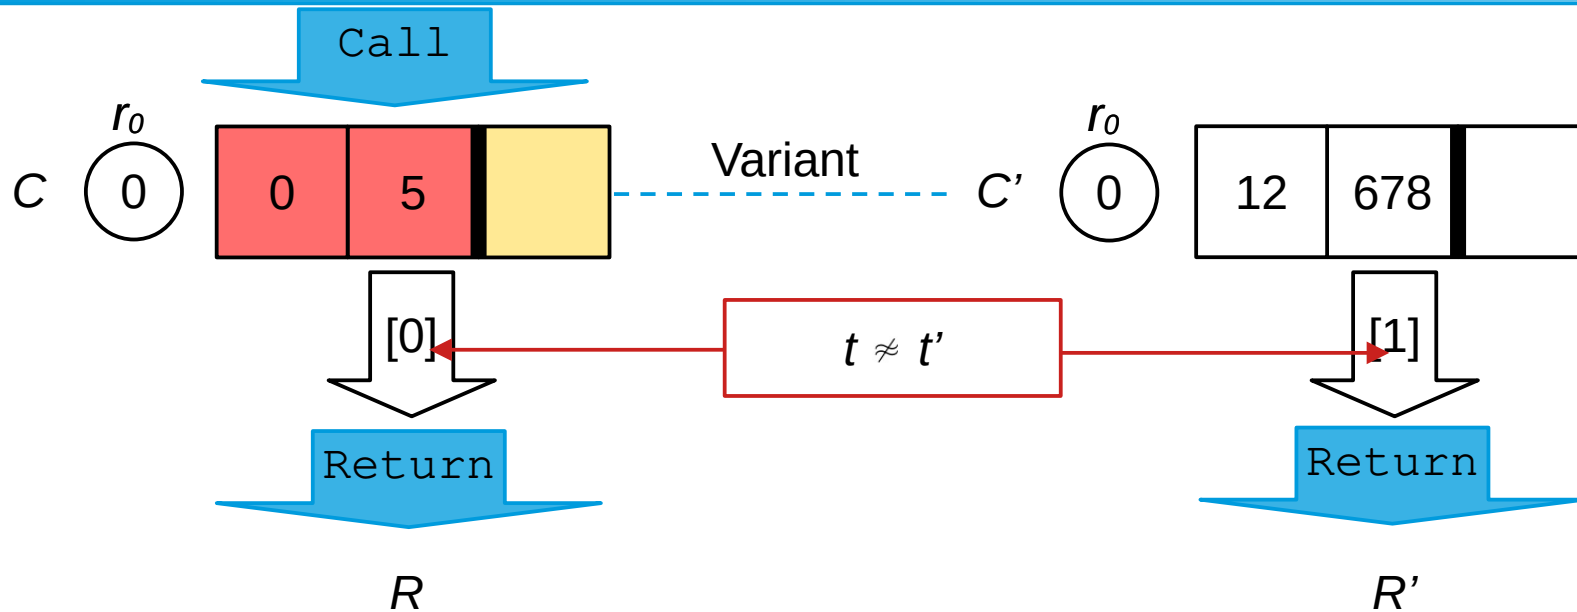 Call
r₀
r₀
C 0 0 5 Variant C’ 0 12 678
[0] t ≉ t’ [1]
Return Return
R R’